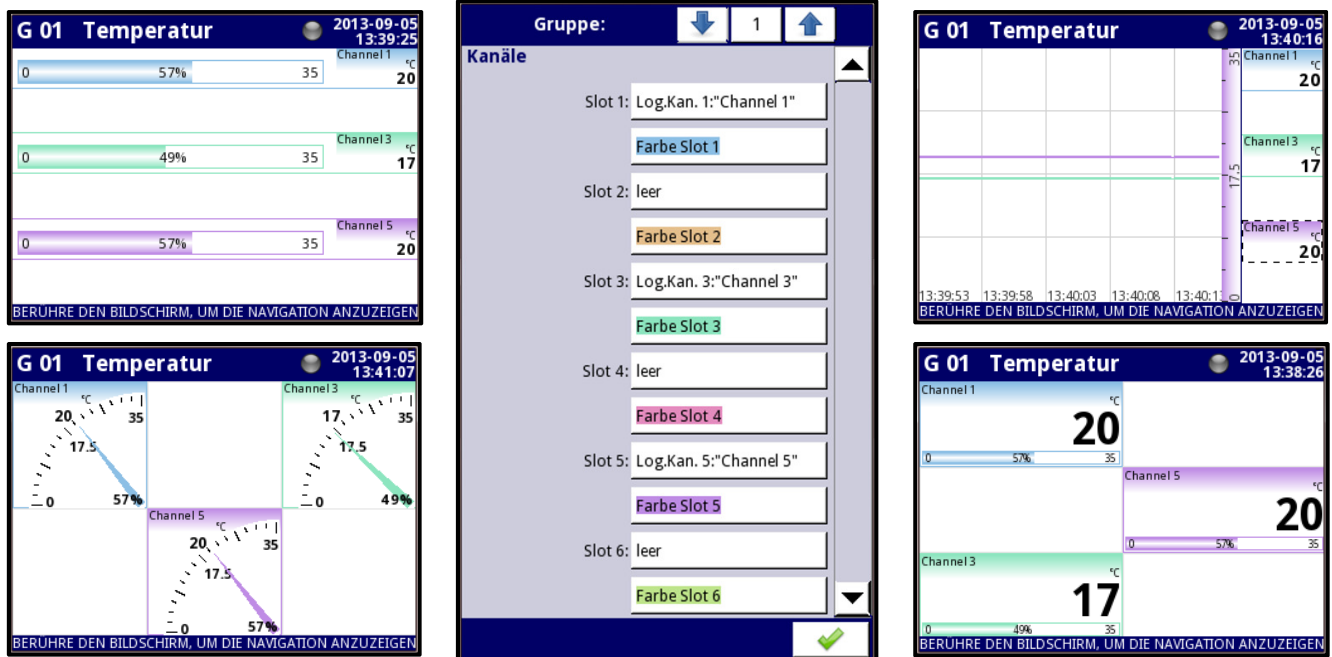 G 01 Temperatur 2013-09-05
13:39:25
Channel 1
°C
0 57% 35 20
Channel 3
°C
0 49% 35 17
Channel 5
°C
0 57% 35 20
BERÜHRE DEN BILDSCHIRM, UM DIE NAVIGATION ANZUZEIGEN
G 01 Temperatur 2013-09-05
13:41:07
Channel 1
°C
20 35
17.5
0 57%
Channel 3
°C
17 35
17.5
0 49%
Channel 5
°C
20 35
17.5
0 57%
BERÜHRE DEN BILDSCHIRM, UM DIE NAVIGATION ANZUZEIGEN
Gruppe: 1
Kanäle
Slot 1: Log.Kan. 1:"Channel 1"
Farbe Slot 1
Slot 2: leer
Farbe Slot 2
Slot 3: Log.Kan. 3:"Channel 3"
Farbe Slot 3
Slot 4: leer
Farbe Slot 4
Slot 5: Log.Kan. 5:"Channel 5"
Farbe Slot 5
Slot 6: leer
Farbe Slot 6
G 01 Temperatur 2013-09-05
13:40:16
35
17.5
0
Channel 1
°C
20
Channel 3
°C
17
Channel 5
°C
20
13:39:53 13:39:58 13:40:03 13:40:08
BERÜHRE DEN BILDSCHIRM, UM DIE NAVIGATION ANZUZEIGEN
G 01 Temperatur 2013-09-05
13:38:26
Channel 1
°C
20
0 57% 35
Channel 5
°C
20
0 57% 35
Channel 3
°C
17
0 49% 35
BERÜHRE DEN BILDSCHIRM, UM DIE NAVIGATION ANZUZEIGEN